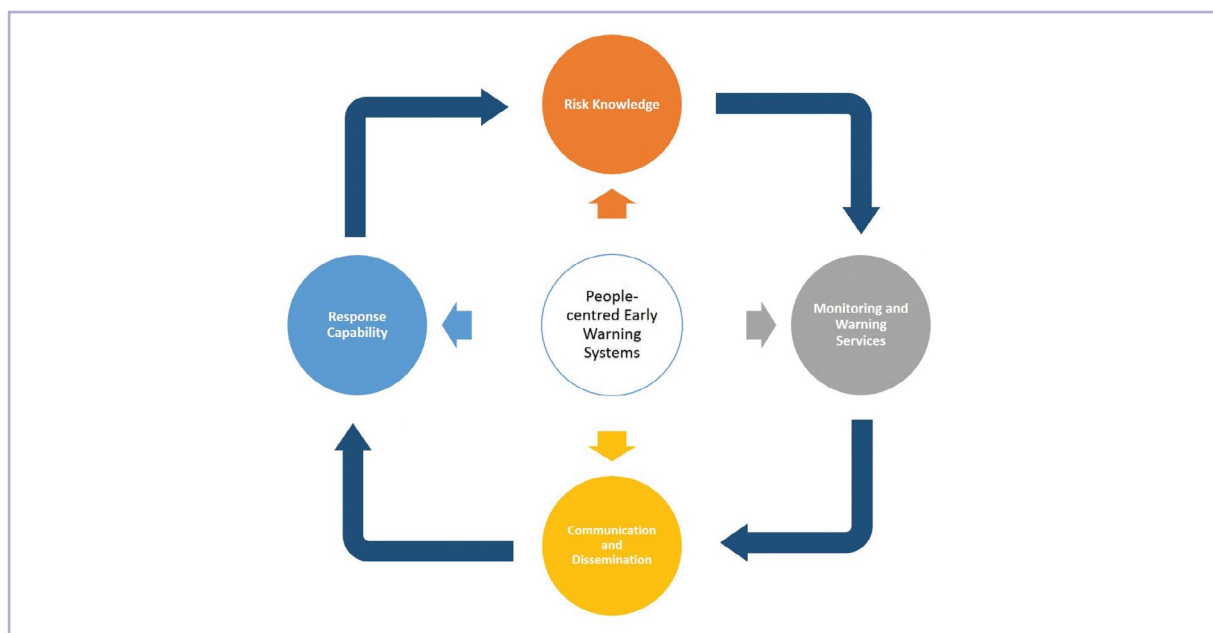 Risk Knowledge
People-
centred Early
Warning
Systems
Response
Capability
Monitoring and
Warning
Services
Communication
and
Dissemination